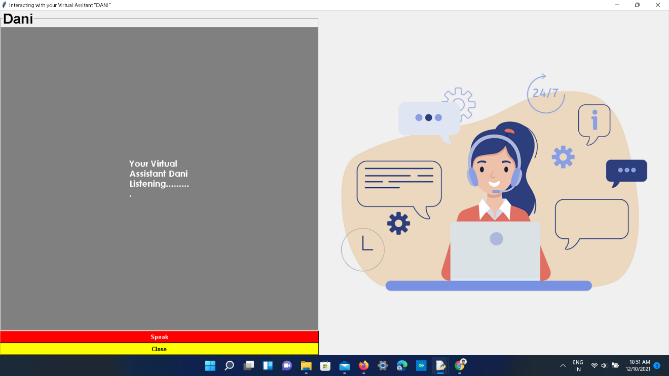 Interacting with your Virtual Assitant "DANI"
Dani
Your Virtual
Assistant Dani
Listening.........
.
24/7
i
Speak
Close
ENG
IN
10:51 AM
12/10/2021